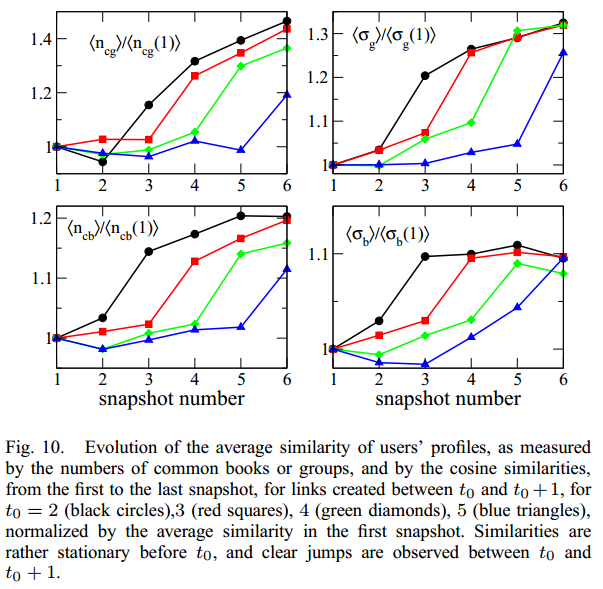 ⟨n_cg⟩/⟨n_cg(1)⟩
⟨σ_g⟩/⟨σ_g(1)⟩
1.4
1.2
1
1.3
1.2
1.1
1
1 2 3 4 5 6
1 2 3 4 5 6
⟨n_cb⟩/⟨n_cb(1)⟩
⟨σ_b⟩/⟨σ_b(1)⟩
1.2
1.1
1
1.1
1
1 2 3 4 5 6
1 2 3 4 5 6
snapshot number
snapshot number
Fig. 10. Evolution of the average similarity of users' profiles, as measured
by the numbers of common books or groups, and by the cosine similarities,
from the first to the last snapshot, for links created between t0 and t0 + 1, for
t0 = 2 (black circles),3 (red squares), 4 (green diamonds), 5 (blue triangles),
normalized by the average similarity in the first snapshot. Similarities are
rather stationary before t0, and clear jumps are observed between t0 and
t0 + 1.